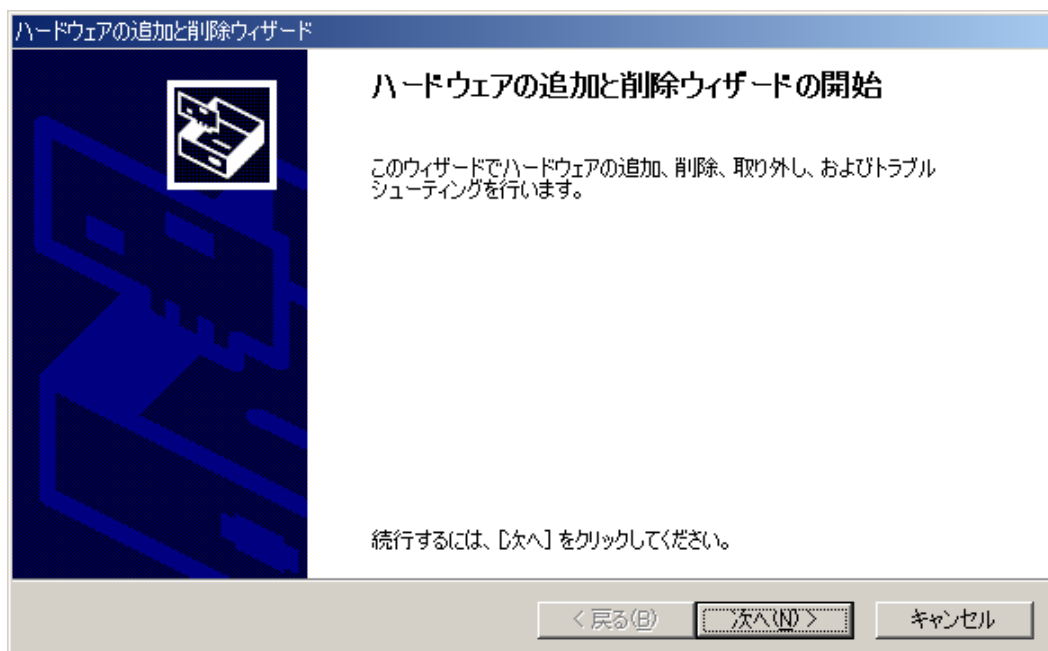 ハードウェアの追加と削除ウィザード
ハードウェアの追加と削除ウィザードの開始
このウィザードでハードウェアの追加、削除、取り外し、およびトラブル
シューティングを行います。
続行するには、[次へ] をクリックしてください。
< 戻る(B)
次へ(N) >
キャンセル